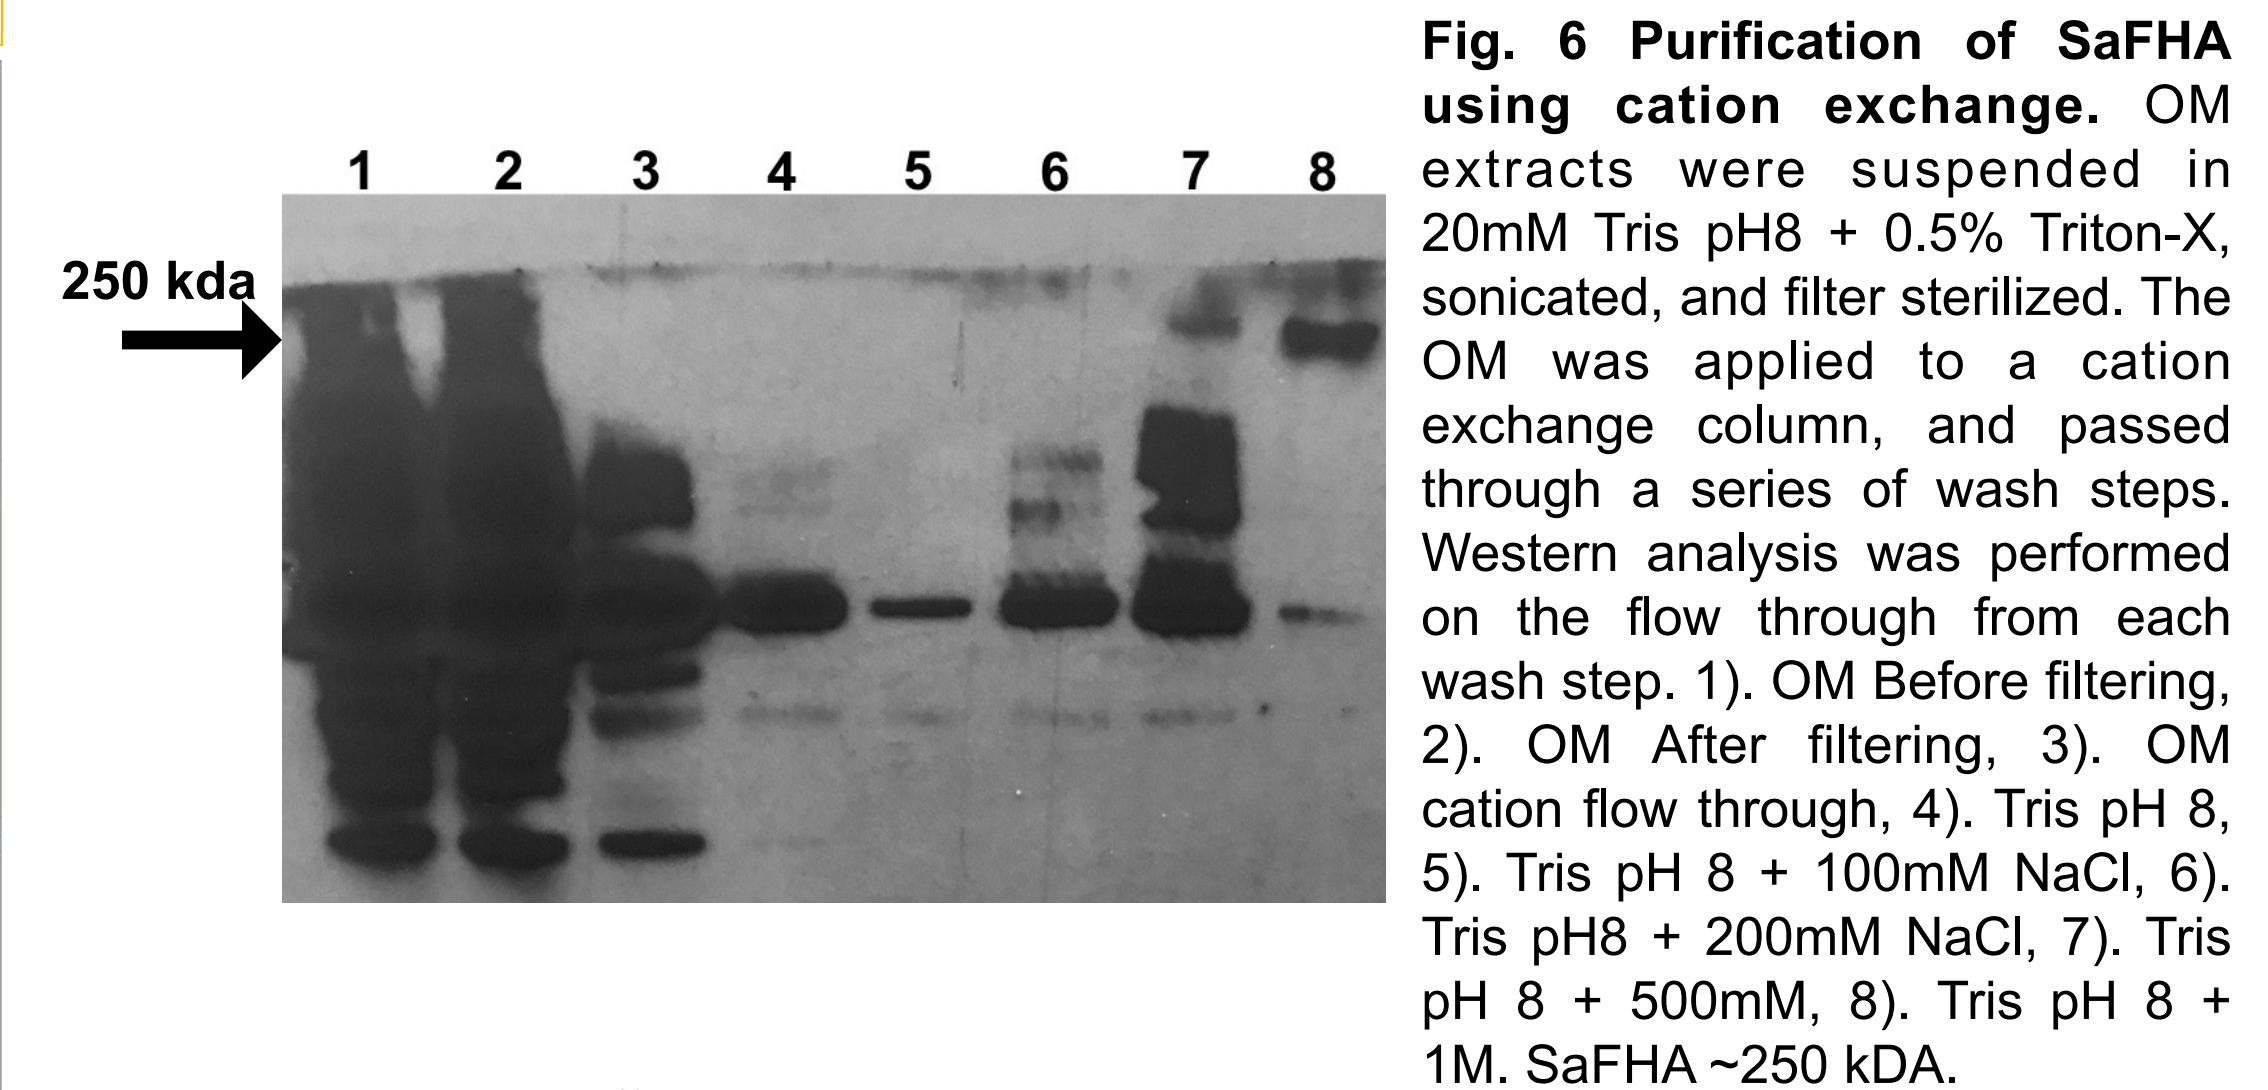 1 2 3 4 5 6 7 8
250 kda
Fig. 6 Purification of SaFHA
using cation exchange. OM
extracts were suspended in
20mM Tris pH8 + 0.5% Triton-X,
sonicated, and filter sterilized. The
OM was applied to a cation
exchange column, and passed
through a series of wash steps.
Western analysis was performed
on the flow through from each
wash step. 1). OM Before filtering,
2). OM After filtering, 3). OM
cation flow through, 4). Tris pH 8,
5). Tris pH 8 + 100mM NaCl, 6).
Tris pH8 + 200mM NaCl, 7). Tris
pH 8 + 500mM, 8). Tris pH 8 +
1M. SaFHA ~250 kDA.